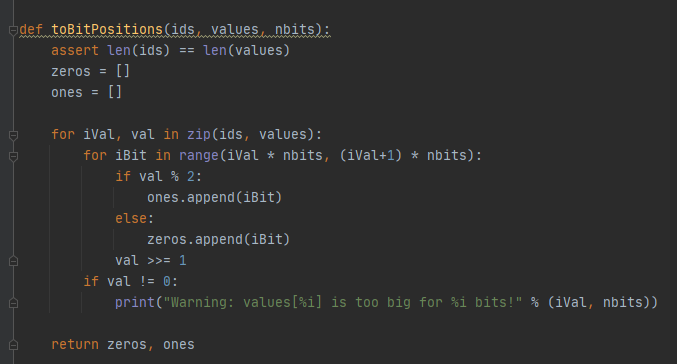 def toBitPositions(ids, values, nbits):
    assert len(ids) == len(values)
    zeros = []
    ones = []

    for iVal, val in zip(ids, values):
        for iBit in range(iVal * nbits, (iVal+1) * nbits):
            if val % 2:
                ones.append(iBit)
            else:
                zeros.append(iBit)
            val >>= 1
        if val != 0:
            print("Warning: values[%i] is too big for %i bits!" % (iVal, nbits))

    return zeros, ones